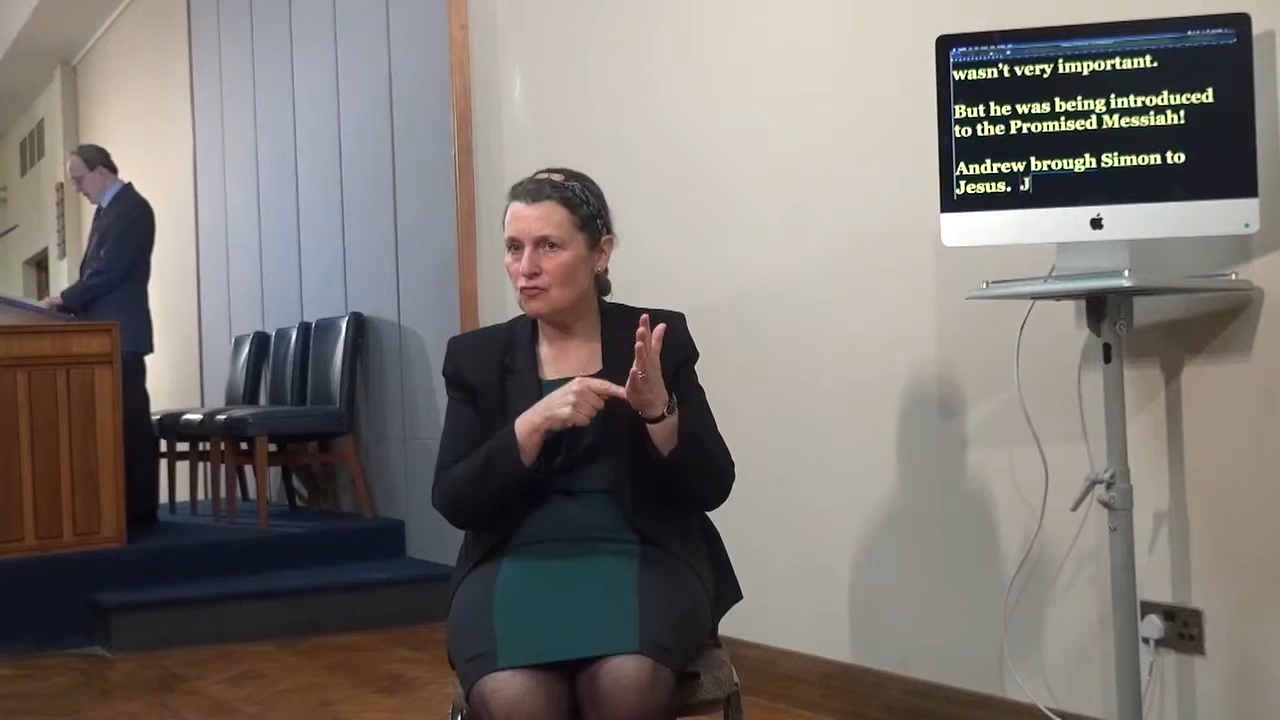 wasn't very important.
But he was being introduced
to the Promised Messiah!
Andrew brough Simon to
Jesus. J